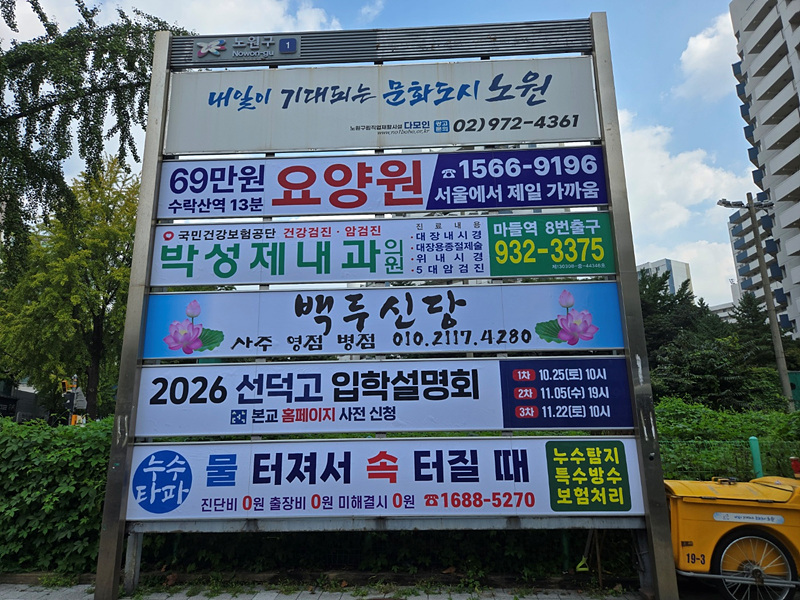 노원구 1
Nowon-gu
내일이 기대되는 문화도시 노원
다모인 광고문의 02)972-4361
69만원 요양원 ☎1566-9196
수락산역 13분 서울에서 제일 가까움
국민건강보험공단 건강검진·암검진
박성제내과의원
진료내용
·대장내시경
·대장용종절제술
·위내시경
·5대암검진
마들역 8번출구
932-3375
백두신당
사주 영점 병점 010.2117.4280
2026 선덕고 입학설명회
본교 홈페이지 사전 신청
1차 10.25(토) 10시
2차 11.05(수) 19시
3차 11.22(토) 10시
누수타파
물 터져서 속 터질 때
진단비 0원 출장비 0원 미해결시 0원 ☎1688-5270
누수탐지
특수방수
보험처리
19-3